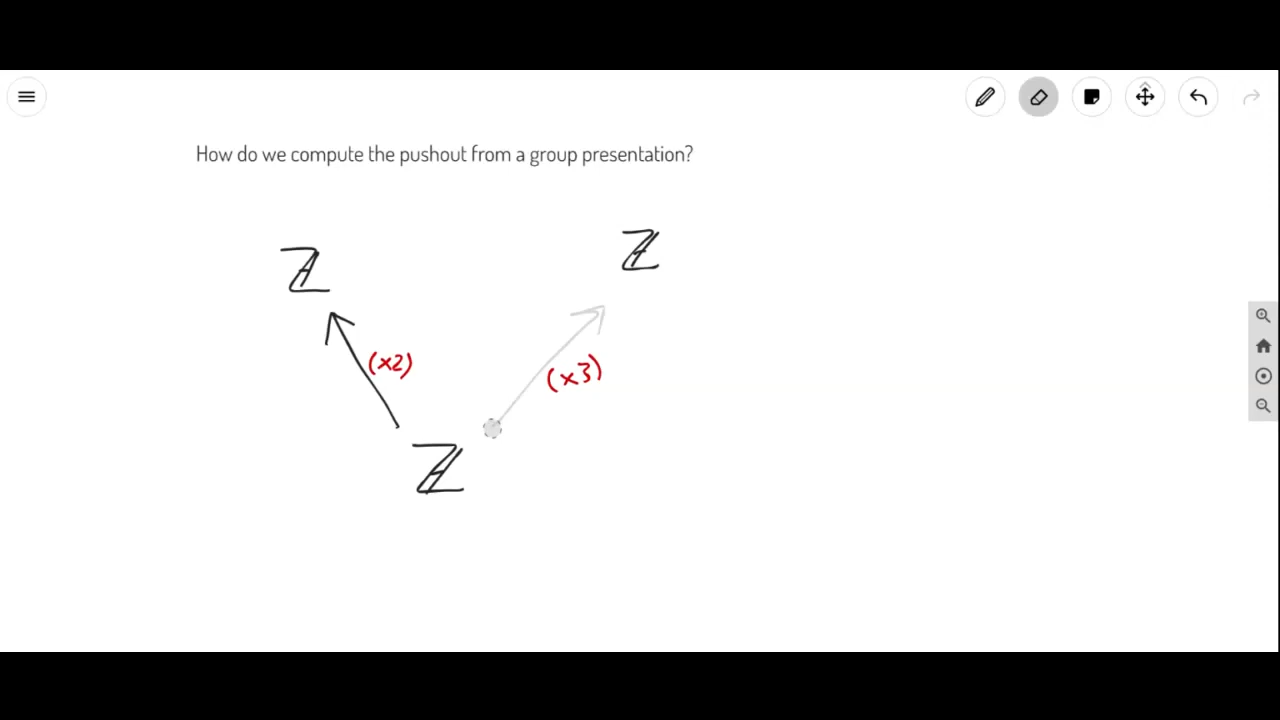 How do we compute the pushout from a group presentation?
ℤ
ℤ
(x2)
(x3)
ℤ